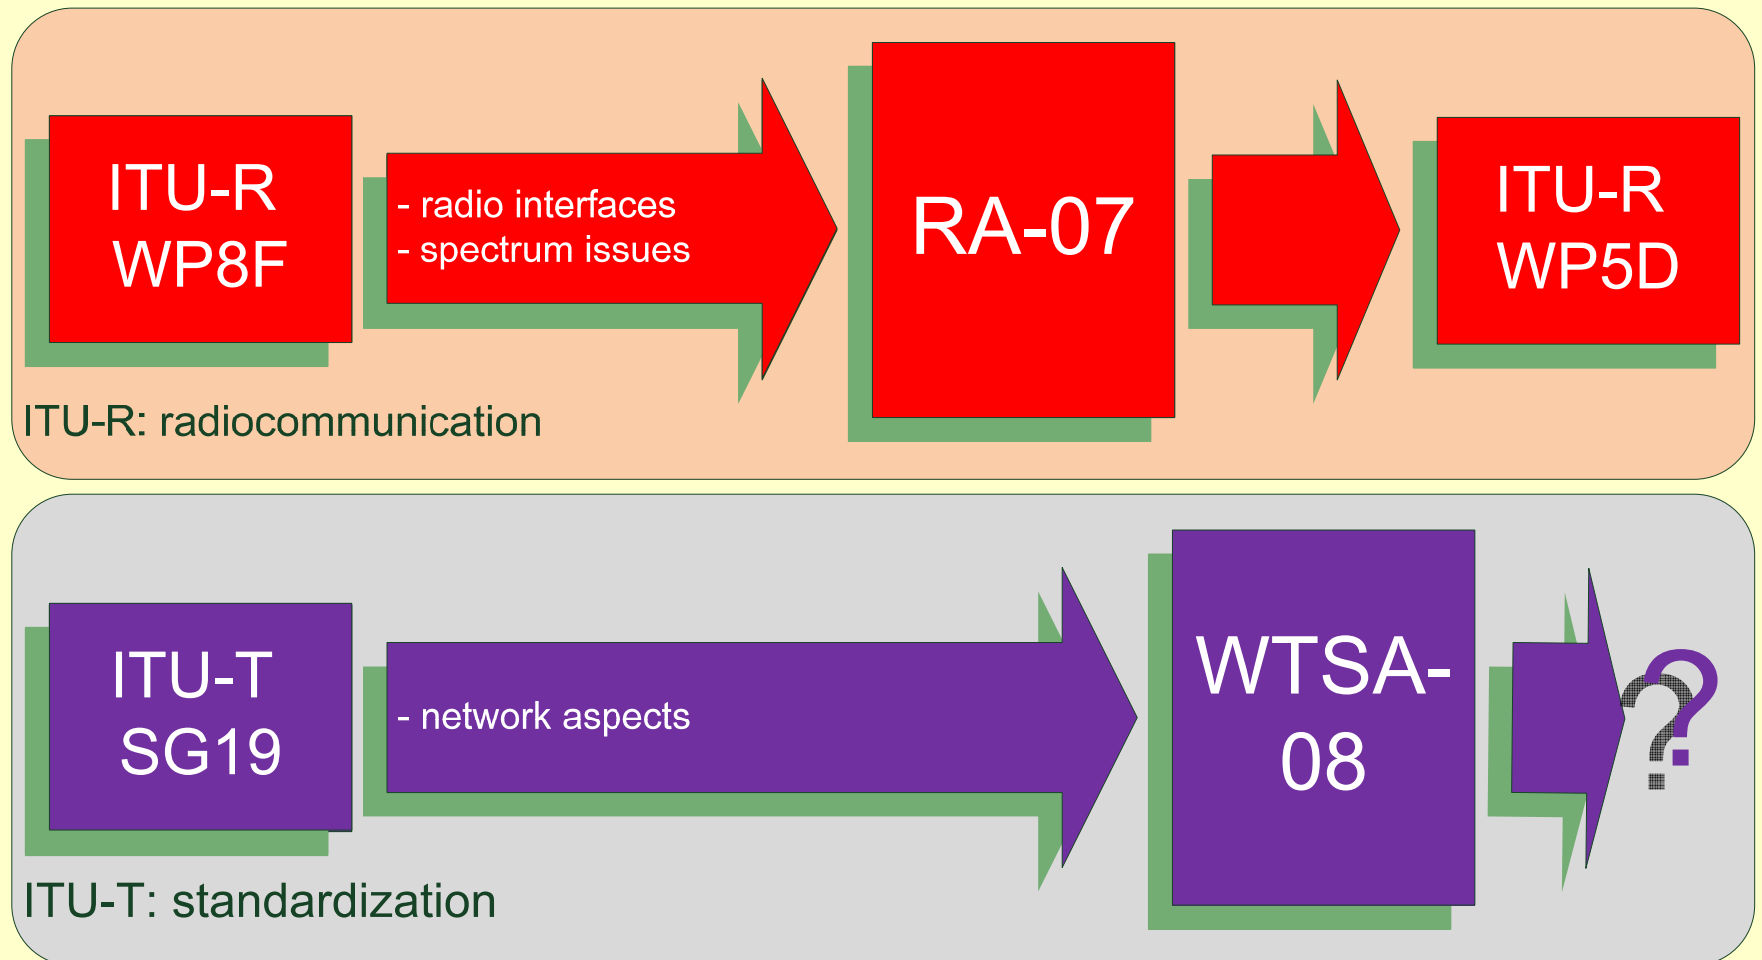 ITU-R
WP8F
- radio interfaces
- spectrum issues
RA-07
ITU-R
WP5D
ITU-R: radiocommunication
ITU-T
SG19
- network aspects
WTSA-
08
?
ITU-T: standardization